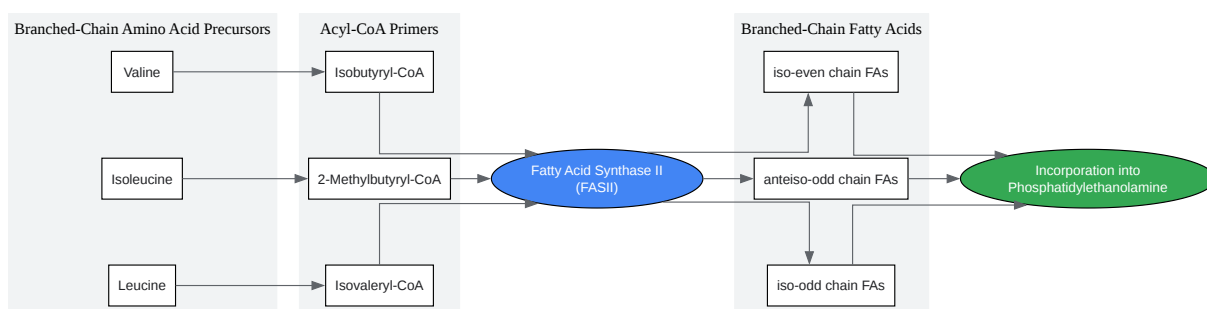 Branched-Chain Amino Acid Precursors
Acyl-CoA Primers
Branched-Chain Fatty Acids
Valine
Isobutyryl-CoA
iso-even chain FAs
Isoleucine
2-Methylbutyryl-CoA
Fatty Acid Synthase II
(FASII)
anteiso-odd chain FAs
Incorporation into
Phosphatidylethanolamine
Leucine
Isovaleryl-CoA
iso-odd chain FAs